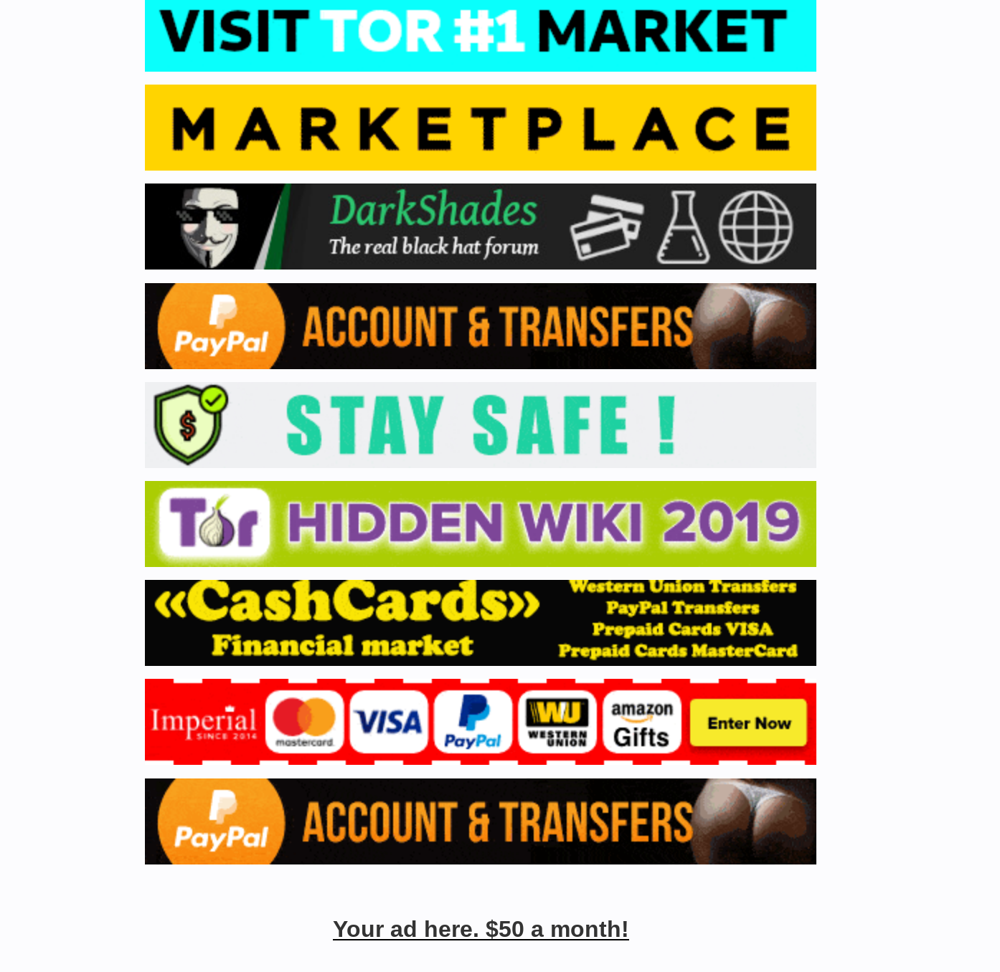 VISIT TOR #1 MARKET
MARKETPLACE
DarkShades
The real black hat forum
PayPal
ACCOUNT & TRANSFERS
STAY SAFE !
Tor HIDDEN WIKI 2019
«CashCards»
Financial market
Western Union Transfers
PayPal Transfers
Prepaid Cards VISA
Prepaid Cards MasterCard
Imperial
SINCE 2014
mastercard.
VISA
PayPal
WU
WESTERN
UNION
amazon
Gifts
Enter Now
PayPal
ACCOUNT & TRANSFERS
Your ad here. $50 a month!